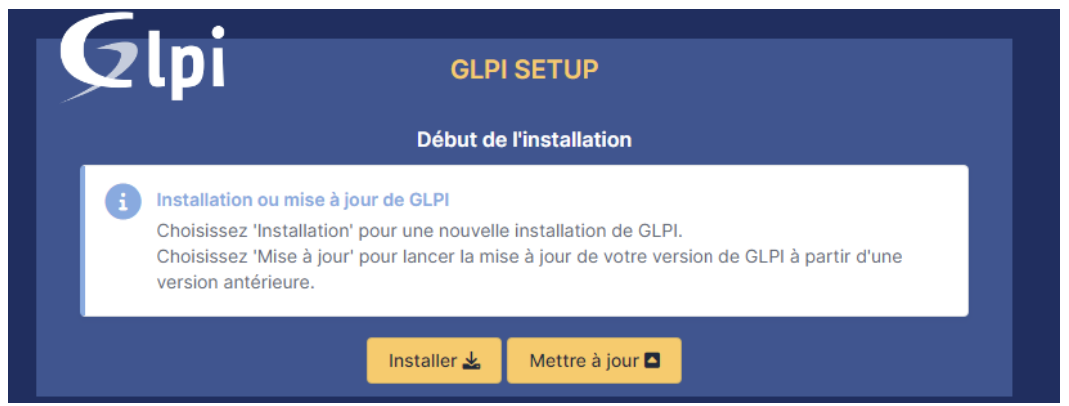 Glpi
GLPI SETUP
Début de l'installation
Installation ou mise à jour de GLPI
Choisissez 'Installation' pour une nouvelle installation de GLPI.
Choisissez 'Mise à jour' pour lancer la mise à jour de votre version de GLPI à partir d'une
version antérieure.
Installer
Mettre à jour